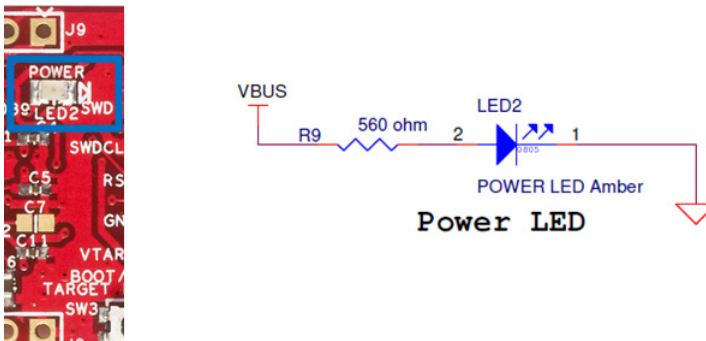 J9
POWER
LED2
SWD
SWDCL
C5
RS
C7
GN
C11
VTAR
BOOT/
TARGET
SW3
VBUS
R9
560 ohm
2
LED2
1
0805
POWER LED Amber
Power LED